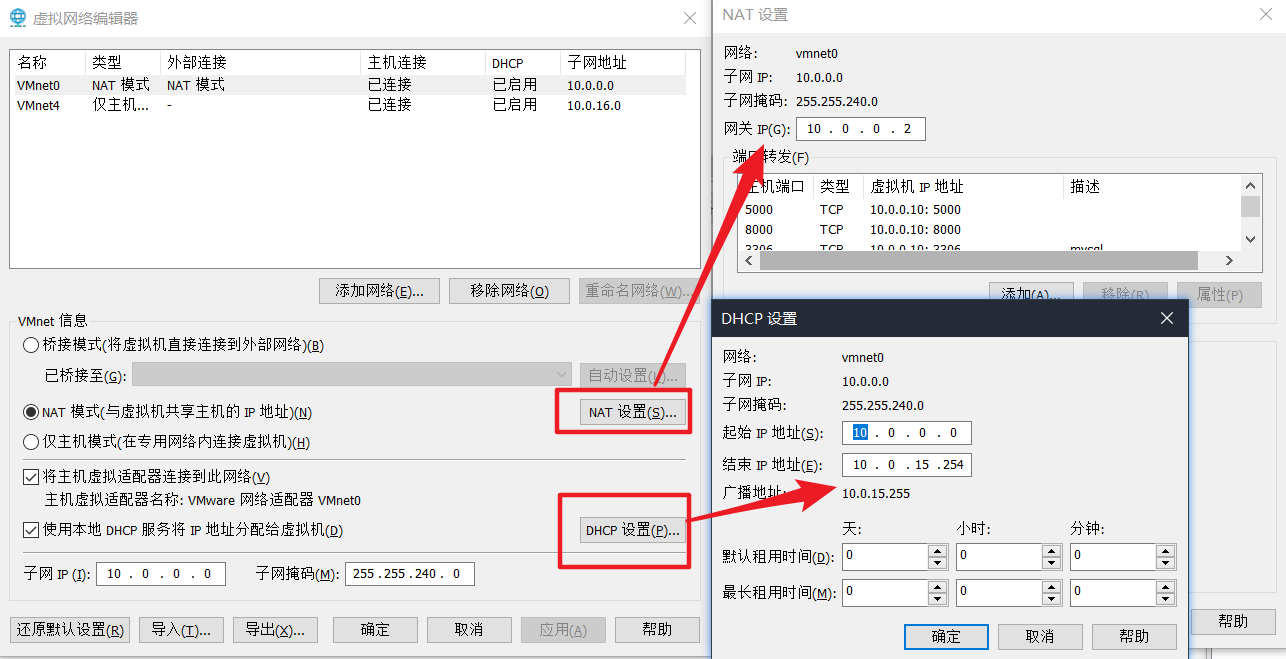 虚拟网络编辑器
名称 类型 外部连接 主机连接 DHCP 子网地址
VMnet0 NAT 模式 NAT 模式 已连接 已启用 10.0.0.0
VMnet4 仅主机... - 已连接 已启用 10.0.16.0
添加网络(E)... 移除网络(O) 重命名网络(W)...
VMnet 信息
桥接模式(将虚拟机直接连接到外部网络)(B)
已桥接至(G): 自动设置(U)...
NAT 模式(与虚拟机共享主机的 IP 地址)(N) NAT 设置(S)...
仅主机模式(在专用网络内连接虚拟机)(H)
将主机虚拟适配器连接到此网络(V)
主机虚拟适配器名称: VMware 网络适配器 VMnet0
使用本地 DHCP 服务将 IP 地址分配给虚拟机(D) DHCP 设置(P)...
子网 IP (I): 10 . 0 . 0 . 0 子网掩码(M): 255 . 255 . 240 . 0
还原默认设置(R) 导入(T)... 导出(X)... 确定 取消 应用(A) 帮助
NAT 设置
网络: vmnet0
子网 IP: 10.0.0.0
子网掩码: 255.255.240.0
网关 IP(G): 10 . 0 . 0 . 2
端口转发(F)
主机端口 类型 虚拟机 IP 地址 描述
5000 TCP 10.0.0.10: 5000
8000 TCP 10.0.0.10: 8000
3306 TCP 10.0.0.10: 3306 mysql
添加(A)... 移除(R) 属性(P)
DHCP 设置
网络: vmnet0
子网 IP: 10.0.0.0
子网掩码: 255.255.240.0
起始 IP 地址(S): 10 . 0 . 0 . 0
结束 IP 地址(E): 10 . 0 . 15 . 254
广播地址: 10.0.15.255
天: 小时: 分钟:
默认租用时间(D): 0 0 0
最长租用时间(M): 0 0 0
确定 取消 帮助
帮助